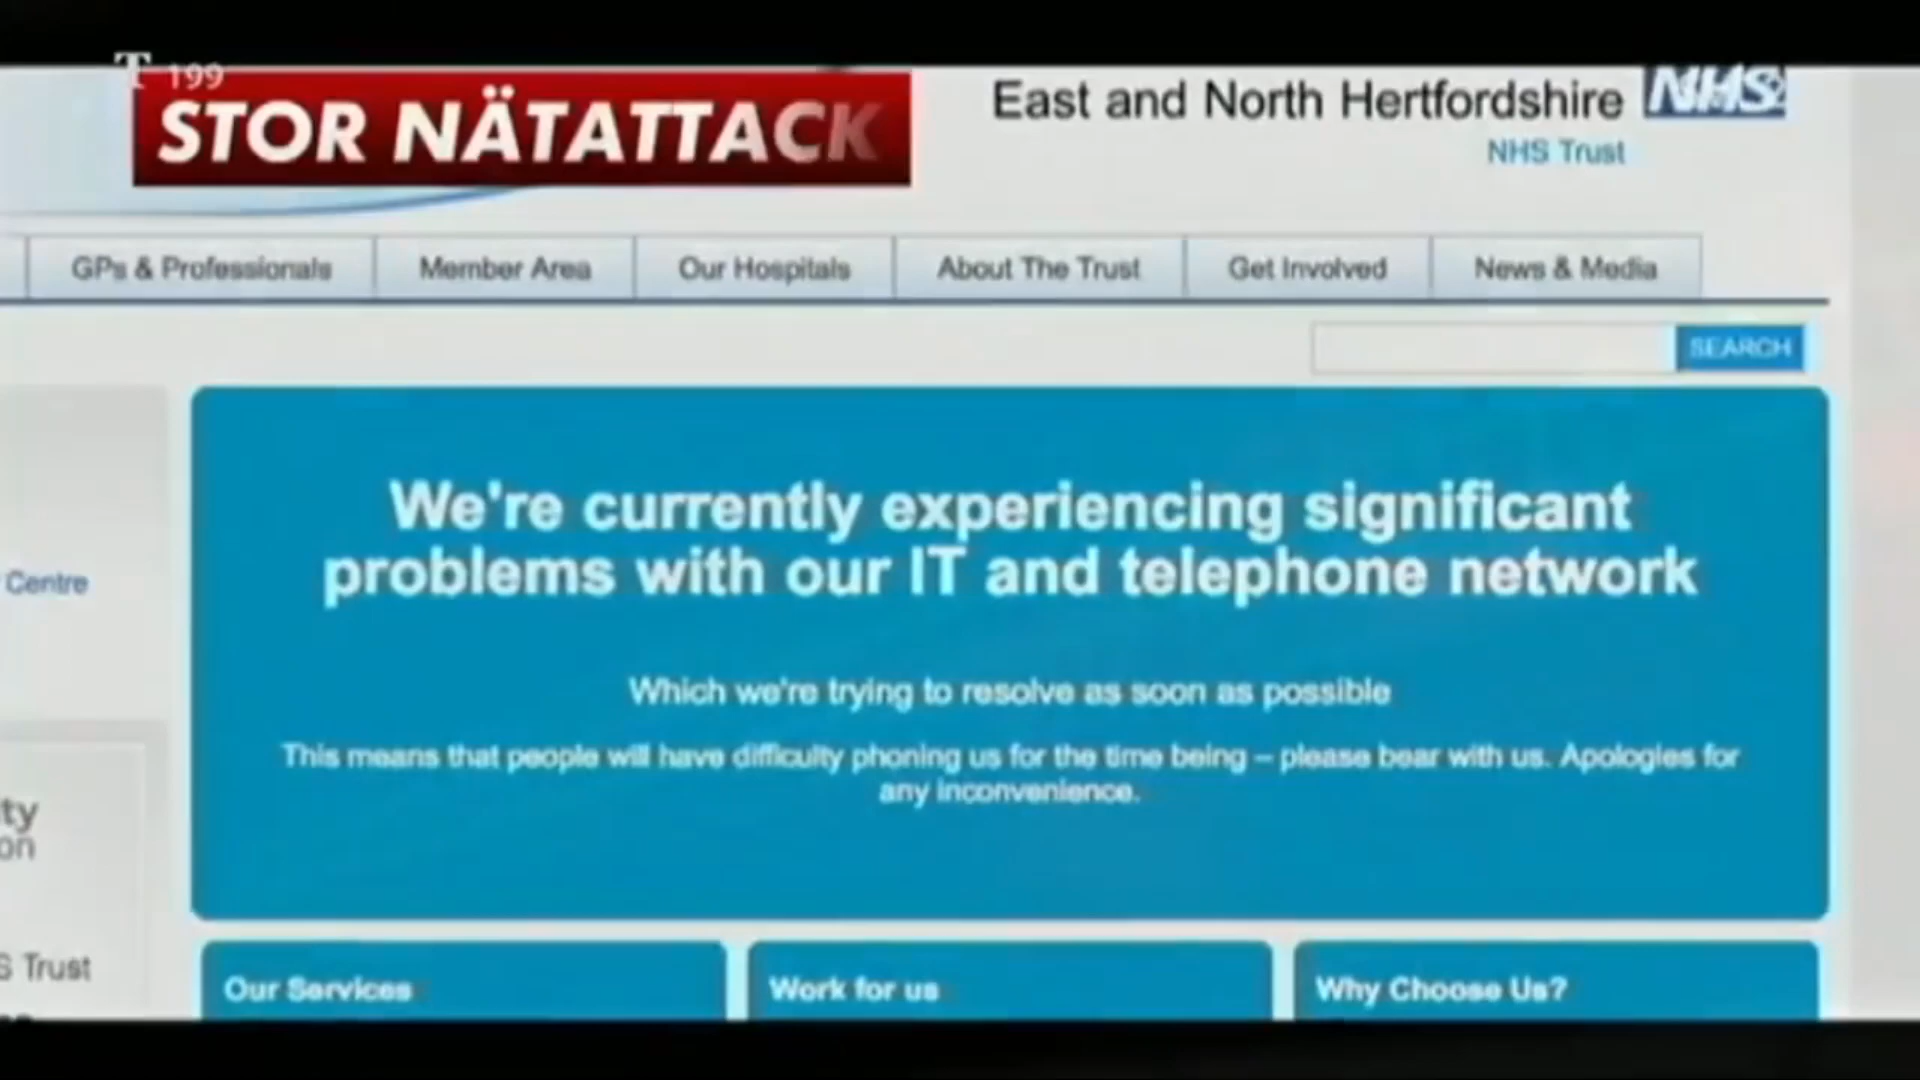 T 199
STOR NÄTATTACK
East and North Hertfordshire NHS
NHS Trust
GPs & Professionals Member Area Our Hospitals About The Trust Get Involved News & Media
SEARCH
We're currently experiencing significant
problems with our IT and telephone network
Centre
Which we're trying to resolve as soon as possible
This means that people will have difficulty phoning us for the time being – please bear with us. Apologies for
any inconvenience.
ty
on
S Trust
Our Services Work for us Why Choose Us?